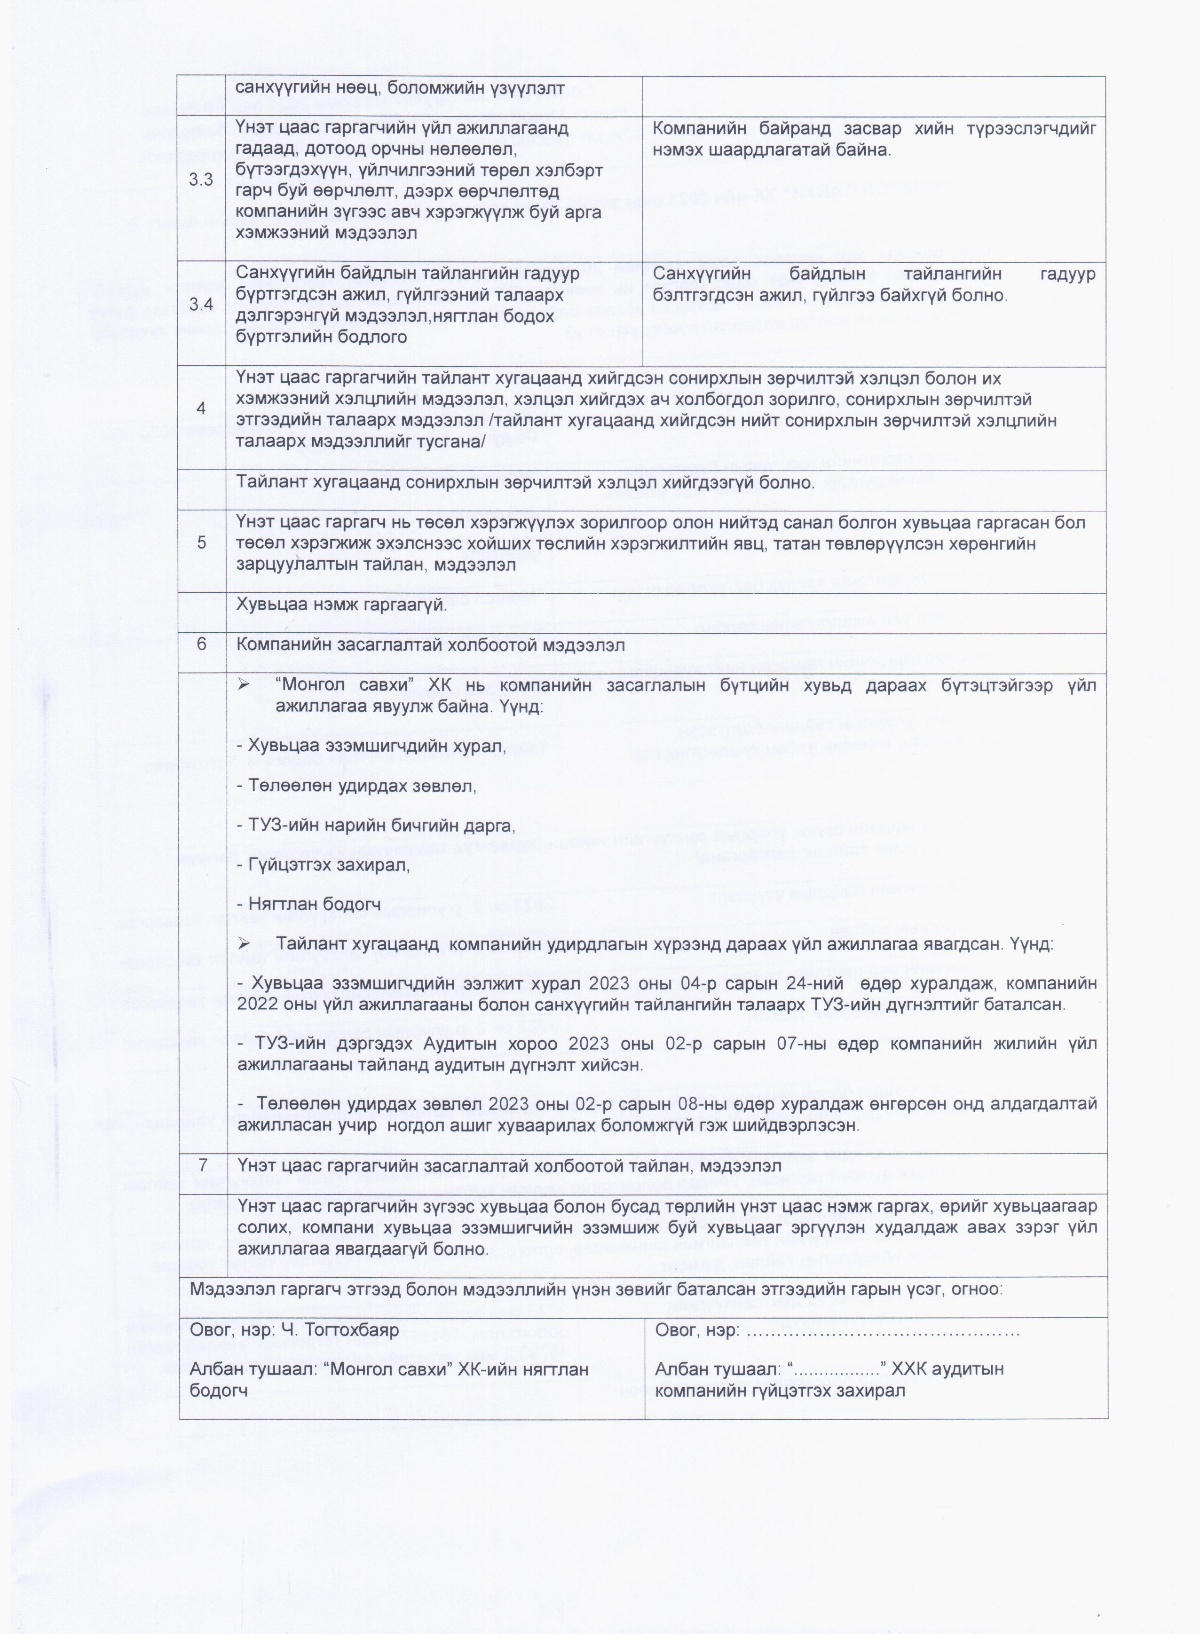 санхүүгийн нөөц, боломжийн үзүүлэлт
3.3
Үнэт цаас гаргагчийн үйл ажиллагаанд
гадаад, дотоод орчны нөлөөлөл,
бүтээгдэхүүн, үйлчилгээний төрөл хэлбэрт
гарч буй өөрчлөлт, дээрх өөрчлөлтөд
компанийн зүгээс авч хэрэгжүүлж буй арга
хэмжээний мэдээлэл
Компанийн байранд засвар хийн түрээслэгчдийг
нэмэх шаардлагатай байна.
3.4
Санхүүгийн байдлын тайлангийн гадуур
бүртгэгдсэн ажил, гүйлгээний талаарх
дэлгэрэнгүй мэдээлэл,нягтлан бодох
бүртгэлийн бодлого
Санхүүгийн байдлын тайлангийн гадуур
бэлтгэгдсэн ажил, гүйлгээ байхгүй болно.
4
Үнэт цаас гаргагчийн тайлант хугацаанд хийгдсэн сонирхлын зөрчилтэй хэлцэл болон их
хэмжээний хэлцлийн мэдээлэл, хэлцэл хийгдэх ач холбогдол зорилго, сонирхлын зөрчилтэй
этгээдийн талаарх мэдээлэл /тайлант хугацаанд хийгдсэн нийт сонирхлын зөрчилтэй хэлцлийн
талаарх мэдээллийг тусгана/
Тайлант хугацаанд сонирхлын зөрчилтэй хэлцэл хийгдээгүй болно.
5
Үнэт цаас гаргагч нь төсөл хэрэгжүүлэх зорилгоор олон нийтэд санал болгон хувьцаа гаргасан бол
төсөл хэрэгжиж эхэлснээс хойших төслийн хэрэгжилтийн явц, татан төвлөрүүлсэн хөрөнгийн
зарцуулалтын тайлан, мэдээлэл
Хувьцаа нэмж гаргаагүй.
6
Компанийн засаглалтай холбоотой мэдээлэл
➢ “Монгол савхи” ХК нь компанийн засаглалын бүтцийн хувьд дараах бүтэцтэйгээр үйл
ажиллагаа явуулж байна. Үүнд:
- Хувьцаа эзэмшигчдийн хурал,
- Төлөөлөн удирдах зөвлөл,
- ТУЗ-ийн нарийн бичгийн дарга,
- Гүйцэтгэх захирал,
- Нягтлан бодогч
➢ Тайлант хугацаанд компанийн удирдлагын хүрээнд дараах үйл ажиллагаа явагдсан. Үүнд:
- Хувьцаа эзэмшигчдийн ээлжит хурал 2023 оны 04-р сарын 24-ний өдөр хуралдаж, компанийн
2022 оны үйл ажиллагааны болон санхүүгийн тайлангийн талаарх ТУЗ-ийн дүгнэлтийг баталсан.
- ТУЗ-ийн дэргэдэх Аудитын хороо 2023 оны 02-р сарын 07-ны өдөр компанийн жилийн үйл
ажиллагааны тайланд аудитын дүгнэлт хийсэн.
- Төлөөлөн удирдах зөвлөл 2023 оны 02-р сарын 08-ны өдөр хуралдаж өнгөрсөн онд алдагдалтай
ажилласан учир ногдол ашиг хуваарилах боломжгүй гэж шийдвэрлэсэн.
7
Үнэт цаас гаргагчийн засаглалтай холбоотой тайлан, мэдээлэл
Үнэт цаас гаргагчийн зүгээс хувьцаа болон бусад төрлийн үнэт цаас нэмж гаргах, өрийг хувьцаагаар
солих, компани хувьцаа эзэмшигчийн эзэмшиж буй хувьцааг эргүүлэн худалдаж авах зэрэг үйл
ажиллагаа явагдаагүй болно.
Мэдээлэл гаргагч этгээд болон мэдээллийн үнэн зөвийг баталсан этгээдийн гарын үсэг, огноо:
Овог, нэр: Ч. Тогтохбаяр
Албан тушаал: “Монгол савхи” ХК-ийн нягтлан
бодогч
Овог, нэр: .............................................
Албан тушаал: “.................” ХХК аудитын
компанийн гүйцэтгэх захирал